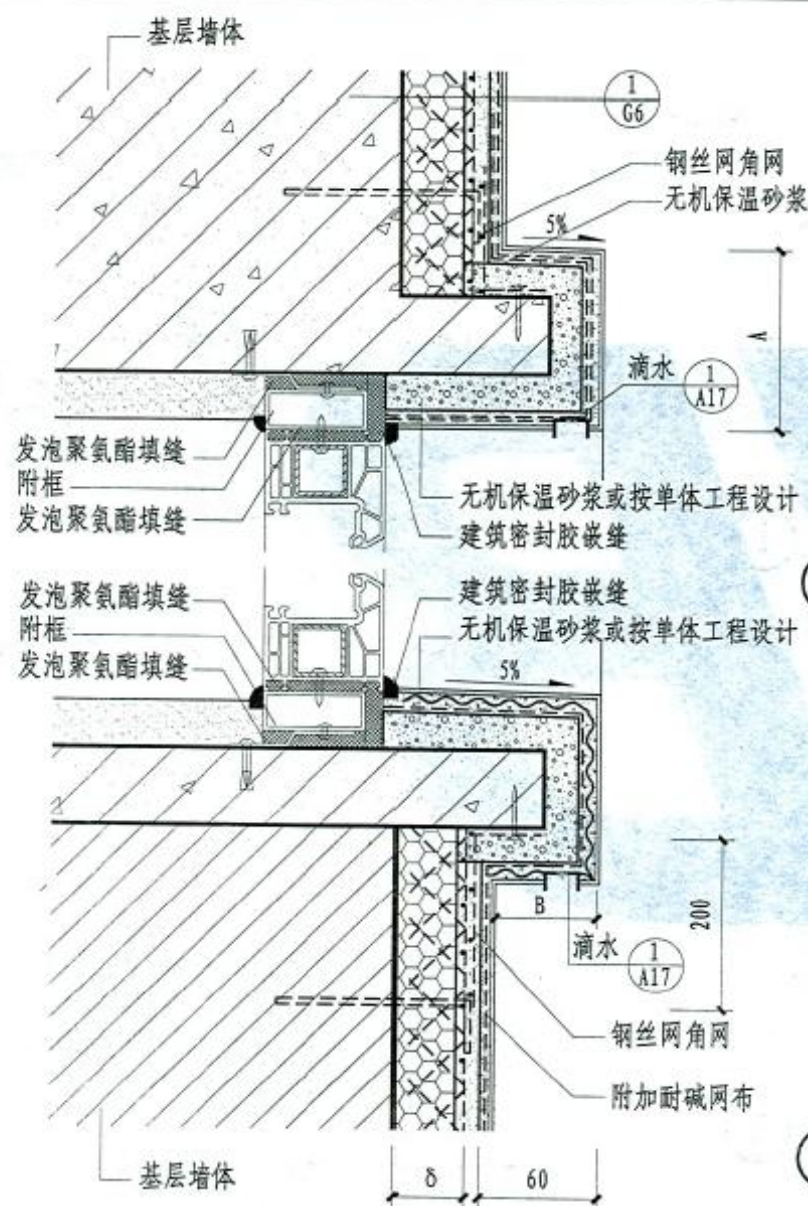 基层墙体
1
G6
钢丝网角网
无机保温砂浆
5%
A
滴水
1
A17
发泡聚氨酯填缝
附框
发泡聚氨酯填缝
无机保温砂浆或按单体工程设计
建筑密封胶嵌缝
发泡聚氨酯填缝
附框
发泡聚氨酯填缝
建筑密封胶嵌缝
无机保温砂浆或按单体工程设计
5%
B
200
滴水
1
A17
钢丝网角网
附加耐碱网布
基层墙体
δ
60